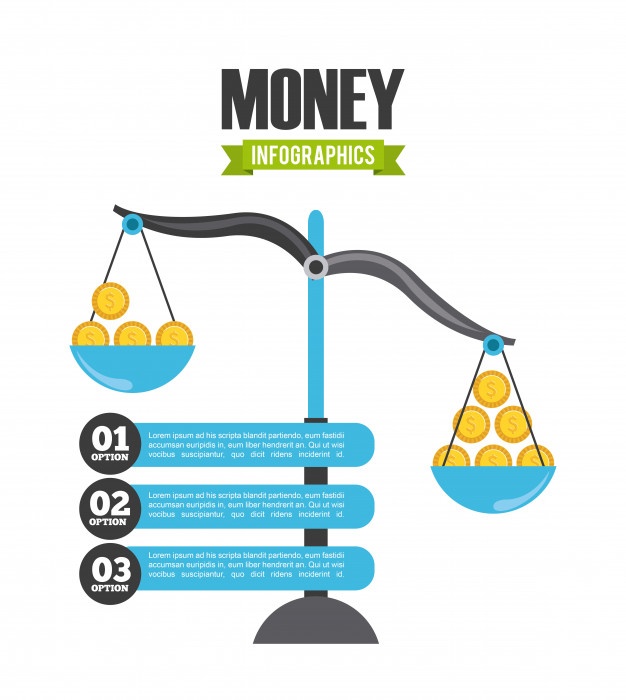 MONEY
INFOGRAPHICS
$
$
$
$
$
$
$
$
$
$
01
OPTION
Lorem ipsum ad his scripta blandit partiendo, eum fastidii
accumsan euripidis in, eum liber hendrerit an. Qui ut wisi
vocibus suscipiantur, quo dicit ridens inciderint id.
02
OPTION
Lorem ipsum ad his scripta blandit partiendo, eum fastidii
accumsan euripidis in, eum liber hendrerit an. Qui ut wisi
vocibus suscipiantur, quo dicit ridens inciderint id.
03
OPTION
Lorem ipsum ad his scripta blandit partiendo, eum fastidii
accumsan euripidis in, eum liber hendrerit an. Qui ut wisi
vocibus suscipiantur, quo dicit ridens inciderint id.